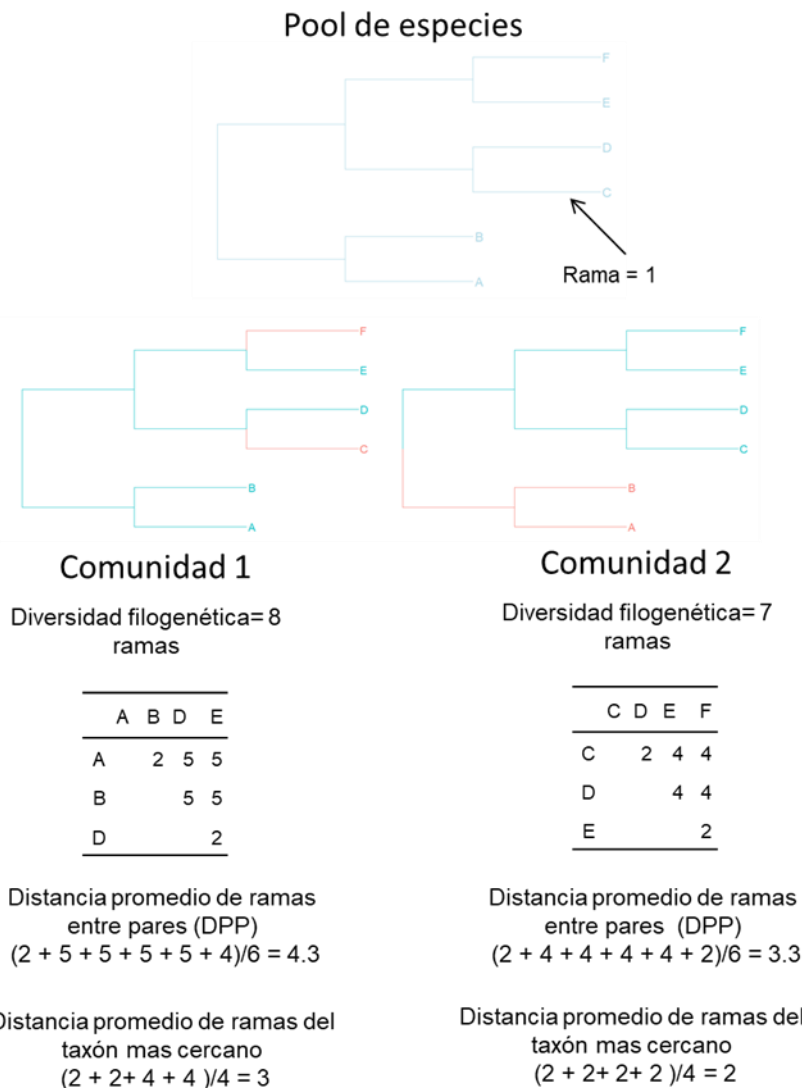 Pool de especies
F
E
D
C
B
A
Rama = 1
F
E
D
C
B
A
F
E
D
C
B
A
Comunidad 1
Diversidad filogenética= 8
ramas
A B D E
A 2 5 5
B 5 5
D 2
Distancia promedio de ramas
entre pares (DPP)
(2 + 5 + 5 + 5 + 5 + 4)/6 = 4.3
Distancia promedio de ramas del
taxón mas cercano
(2 + 2+ 4 + 4 )/4 = 3
Comunidad 2
Diversidad filogenética= 7
ramas
C D E F
C 2 4 4
D 4 4
E 2
Distancia promedio de ramas
entre pares (DPP)
(2 + 4 + 4 + 4 + 4 + 2)/6 = 3.3
Distancia promedio de ramas del
taxón mas cercano
(2 + 2+ 2+ 2 )/4 = 2